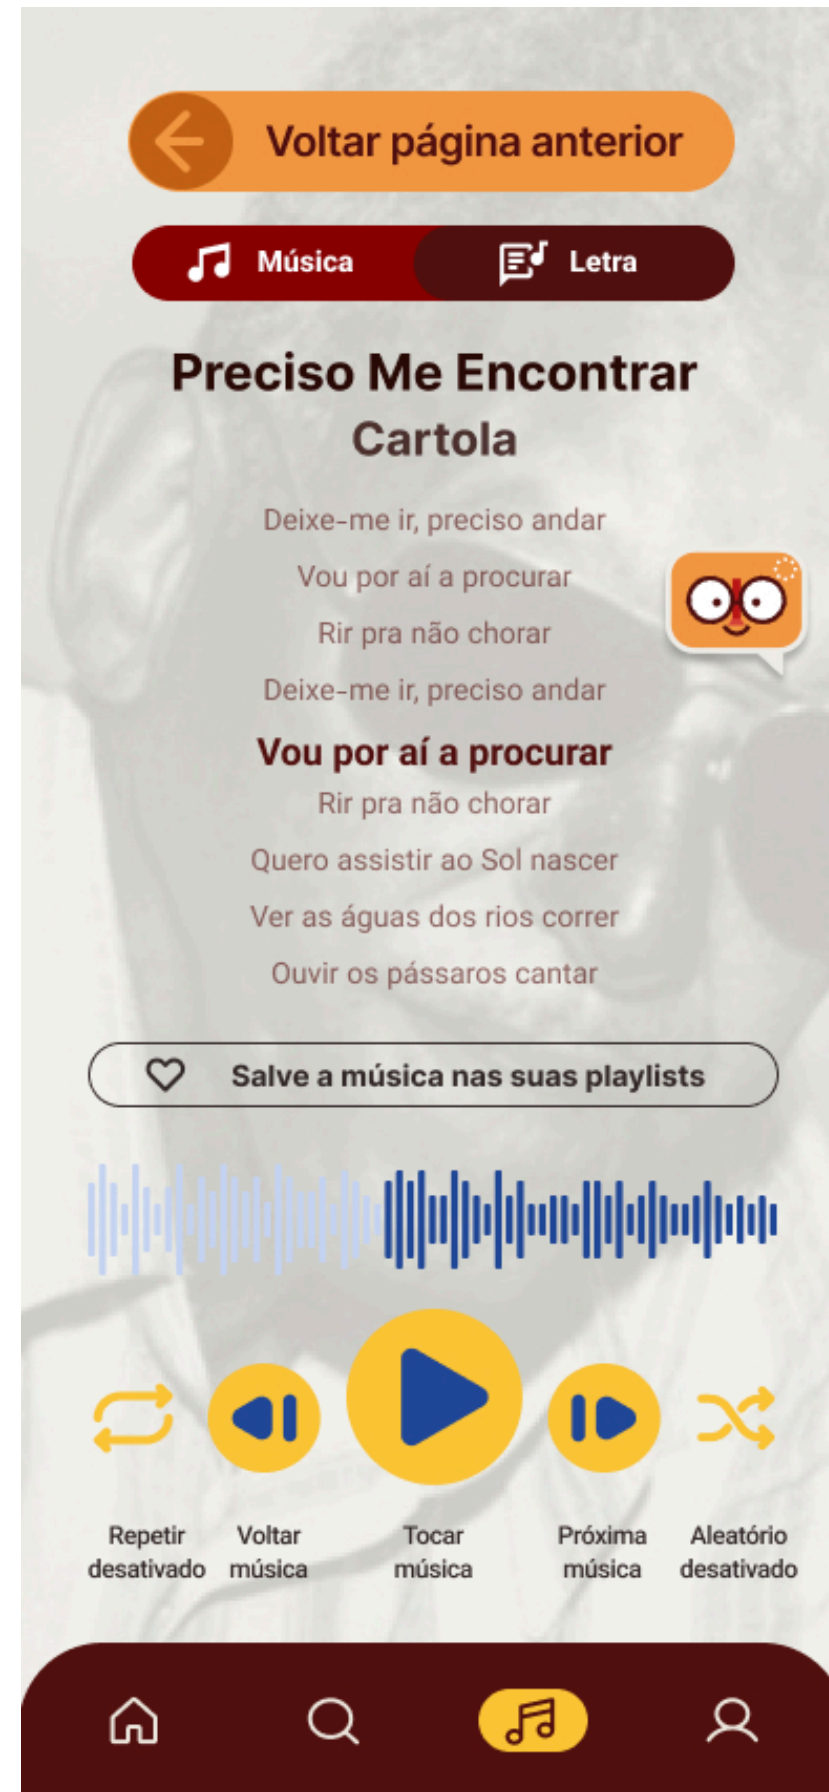 Voltar página anterior
Música
Letra
Preciso Me Encontrar
Cartola
Deixe-me ir, preciso andar
Vou por aí a procurar
Rir pra não chorar
Deixe-me ir, preciso andar
Vou por aí a procurar
Rir pra não chorar
Quero assistir ao Sol nascer
Ver as águas dos rios correr
Ouvir os pássaros cantar
Salve a música nas suas playlists
Repetir
desativado
Voltar
música
Tocar
música
Próxima
música
Aleatório
desativado